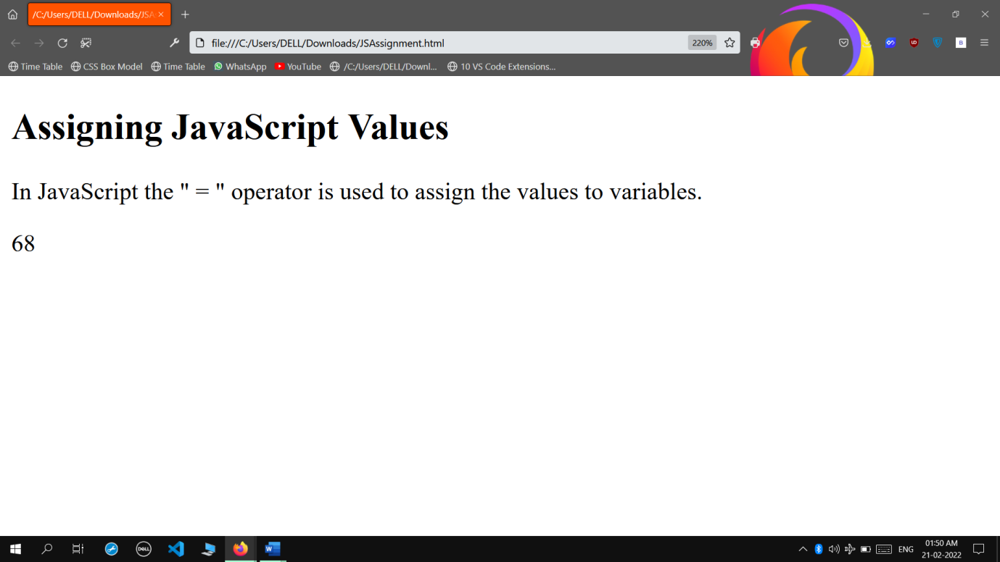 /C:/Users/DELL/Downloads/JSA
file:///C:/Users/DELL/Downloads/JSAssignment.html 220%
Time Table CSS Box Model Time Table WhatsApp YouTube /C:/Users/DELL/Downl... 10 VS Code Extensions...
Assigning JavaScript Values
In JavaScript the " = " operator is used to assign the values to variables.
68
DELL
W
ENG
01:50 AM
21-02-2022